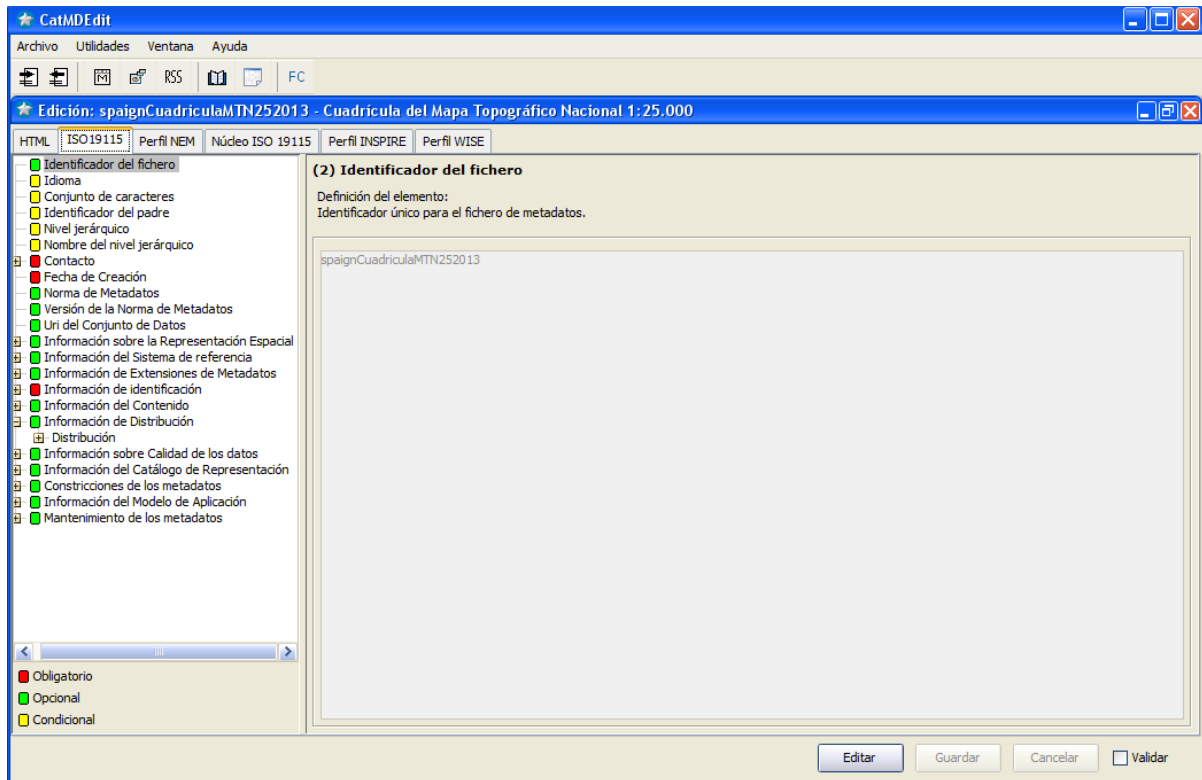 CatMDEdit
Archivo Utilidades Ventana Ayuda
RSS FC
Edición: spaignCuadriculaMTN252013 - Cuadrícula del Mapa Topográfico Nacional 1:25.000
HTML ISO19115 Perfil NEM Núcleo ISO 19115 Perfil INSPIRE Perfil WISE
Identificador del fichero
Idioma
Conjunto de caracteres
Identificador del padre
Nivel jerárquico
Nombre del nivel jerárquico
Contacto
Fecha de Creación
Norma de Metadatos
Versión de la Norma de Metadatos
Uri del Conjunto de Datos
Información sobre la Representación Espacial
Información del Sistema de referencia
Información de Extensiones de Metadatos
Información de identificación
Información del Contenido
Información de Distribución
Distribución
Información sobre Calidad de los datos
Información del Catálogo de Representación
Constricciones de los metadatos
Información del Modelo de Aplicación
Mantenimiento de los metadatos
Obligatorio
Opcional
Condicional
(2) Identificador del fichero
Definición del elemento:
Identificador único para el fichero de metadatos.
spaignCuadriculaMTN252013
Editar Guardar Cancelar Validar